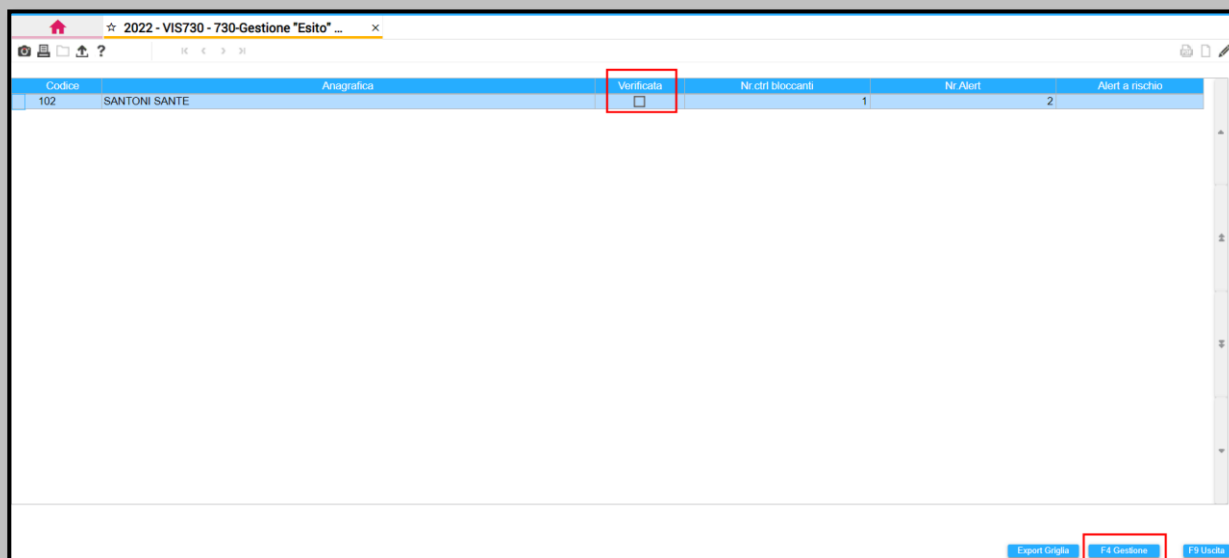 ☆ 2022 - VIS730 - 730-Gestione "Esito" ... ×
?
Codice Anagrafica Verificata Nr.ctrl bloccanti Nr.Alert Alert a rischio
102 SANTONI SANTE 1 2
Export Griglia F4 Gestione F9 Uscita